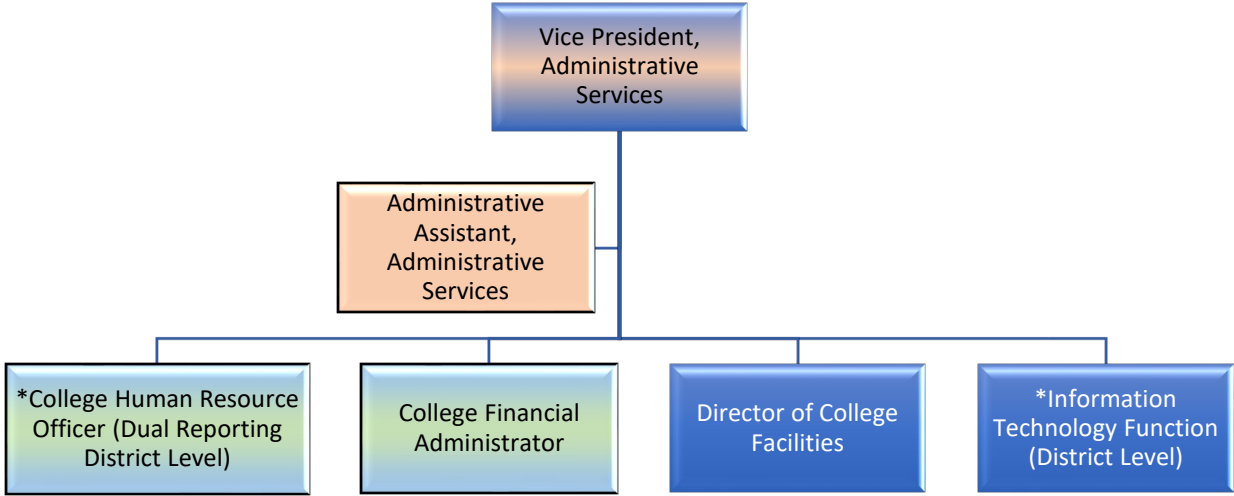 Vice President,
Administrative
Services
Administrative
Assistant,
Administrative
Services
*College Human Resource
Officer (Dual Reporting
District Level)
College Financial
Administrator
Director of College
Facilities
*Information
Technology Function
(District Level)